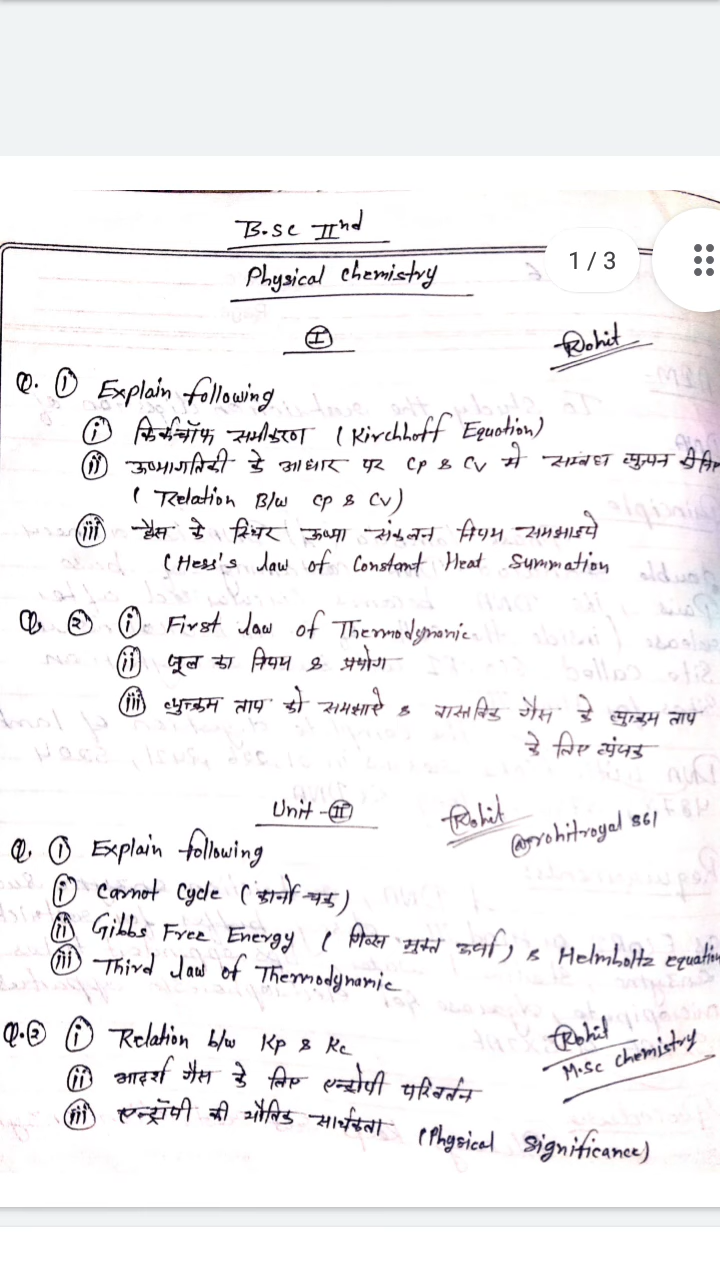 B.sc IInd
1 / 3
Physical chemistry
I
Rohit
Q. ① Explain following
ⓘ किर्कचॉफ समीकरण ( Kirchhoff Equation)
ⅱ ऊष्मागतिकी के आधार पर CP & CV में सम्बंध व्युत्पन्न
( Relation B/w CP & CV)
ⅲ हैस के स्थिर ऊष्मा संकलन नियम समझाइये
(Hess's law of Constant Heat Summation
Q. ② ⓘ First law of Thermodynamic.
ⅱ जूल का नियम & प्रयोग
ⅲ व्युत्क्रम ताप को समझाये & वास्तविक गैस के व्युत्क्रम ताप
के लिए व्यंजक
Unit - II
Rohit
@rohitroyal861
Q. ① Explain following
ⓘ Carnot Cycle ( कार्नो चक्र)
ⅱ Gibbs Free Energy ( गिब्स मुक्त ऊर्जा) & Helmholtz equation
ⅲ Third law of Thermodynamic
Q.② ⓘ Relation b/w Kp & Kc
Rohit
M.sc chemistry
ⅱ आदर्श गैस के लिए एन्ट्रोपी परिवर्तन
ⅲ एन्ट्रॉपी की भौतिक सार्थकता (Physical Significance)